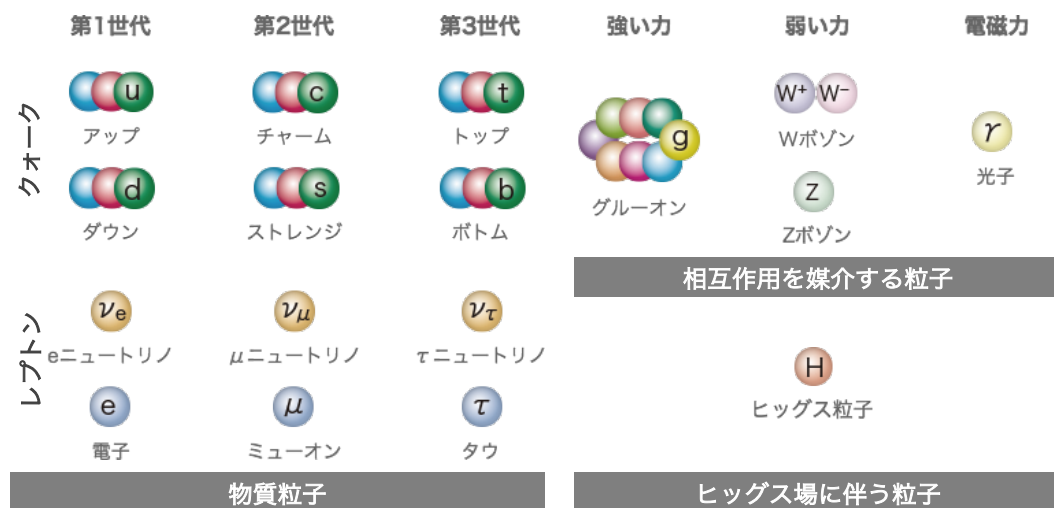 第1世代 第2世代 第3世代
クォーク
u c t
アップ チャーム トップ
d s b
ダウン ストレンジ ボトム
レプトン
νe νμ ντ
eニュートリノ μニュートリノ τニュートリノ
e μ τ
電子 ミューオン タウ
物質粒子
強い力 弱い力 電磁力
g W+ W− γ
グルーオン Wボゾン 光子
Z
Zボゾン
相互作用を媒介する粒子
H
ヒッグス粒子
ヒッグス場に伴う粒子